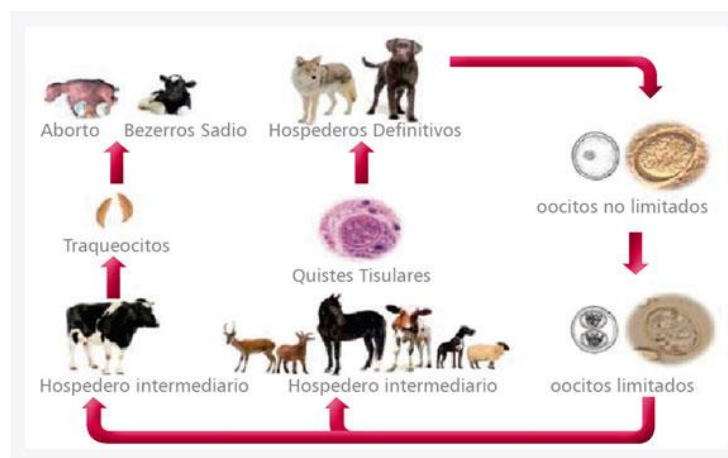 Aborto
Bezerros Sadio
Hospederos Definitivos
oocitos no limitados
Traqueocitos
Quistes Tisulares
Hospedero intermediario
Hospedero intermediario
oocitos limitados